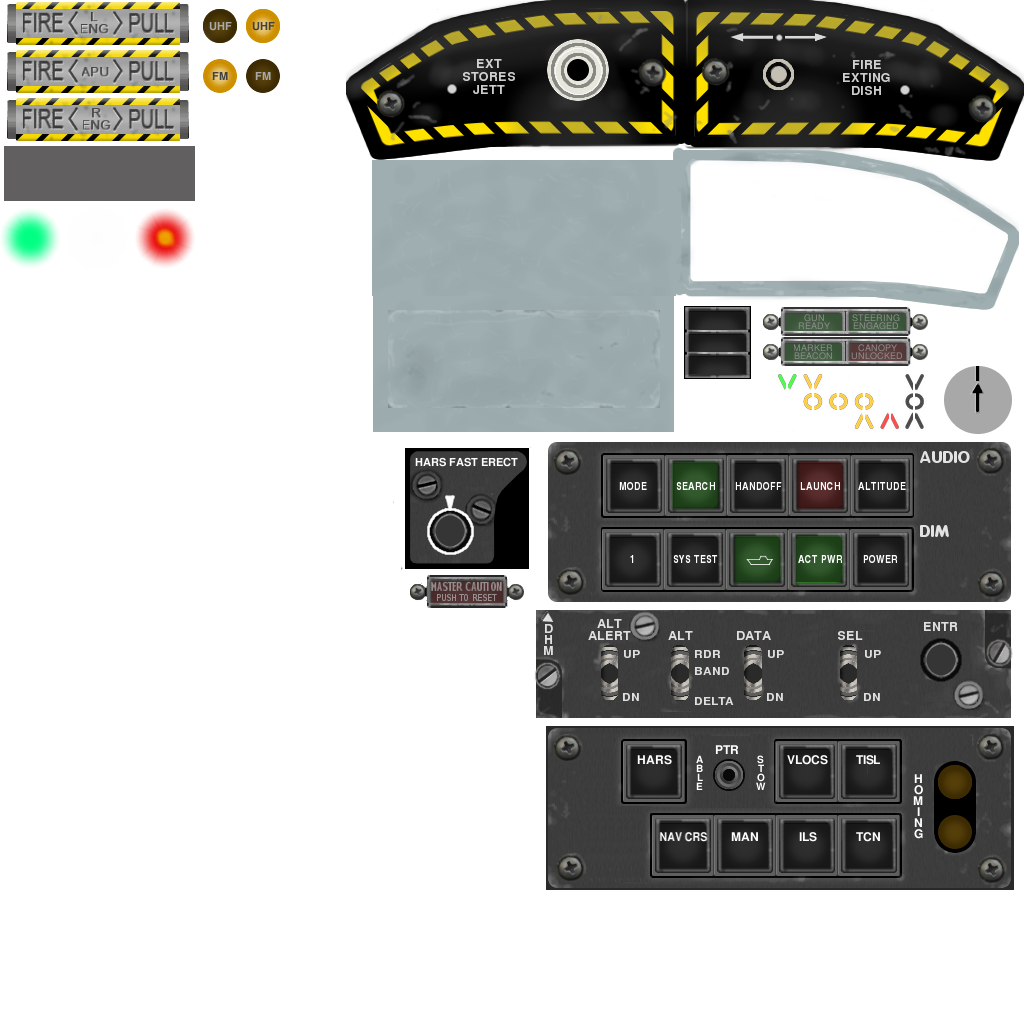 FIRE L ENG PULL
FIRE APU PULL
FIRE R ENG PULL
UHF UHF
FM FM
EXT
STORES
JETT
FIRE
EXTING
DISH
GUN
READY
STEERING
ENGAGED
MARKER
BEACON
CANOPY
UNLOCKED
HARS FAST ERECT
MASTER CAUTION
PUSH TO RESET
AUDIO
MODE SEARCH HANDOFF LAUNCH ALTITUDE
DIM
1 SYS TEST ACT PWR POWER
DHM
ALT
ALERT
UP
DN
ALT
RDR
BAND
DELTA
DATA
UP
DN
SEL
UP
DN
ENTR
HARS
ABLE
PTR
STOW
VLOCS TISL
HOMING
NAV CRS MAN ILS TCN